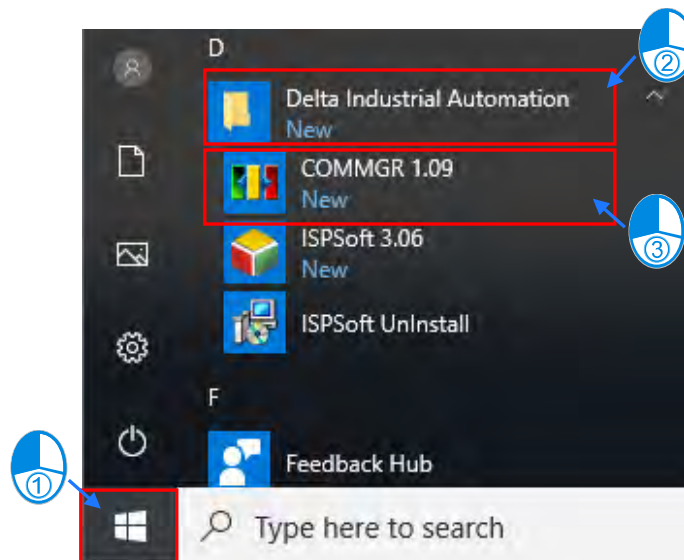 D
②
Delta Industrial Automation
New
COMMGR 1.09
New
③
ISPSoft 3.06
New
ISPSoft UnInstall
F
Feedback Hub
①
Type here to search